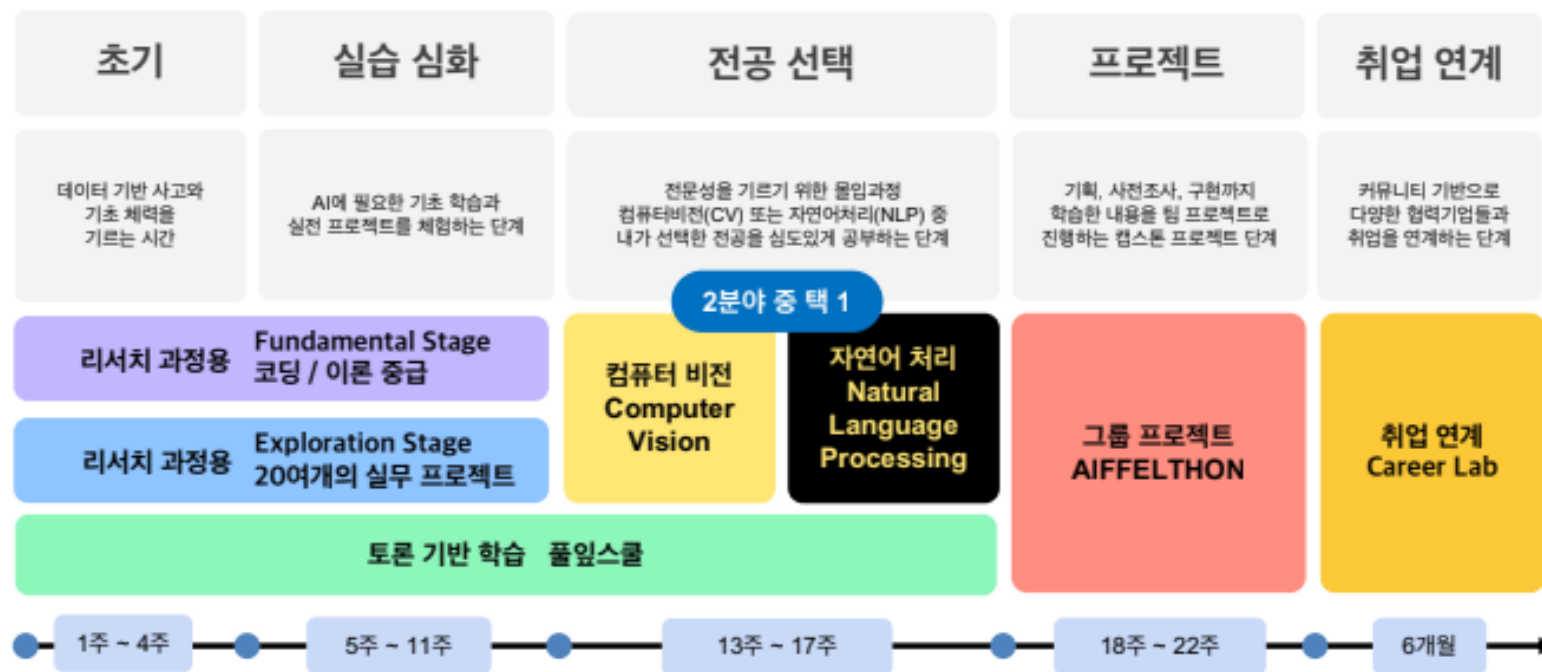 초기
실습 심화
전공 선택
프로젝트
취업 연계
데이터 기반 사고와
기초 체력을
기르는 시간
AI에 필요한 기초 학습과
실전 프로젝트를 체험하는 단계
전문성을 기르기 위한 몰입과정
컴퓨터비전(CV) 또는 자연어처리(NLP) 중
내가 선택한 전공을 심도있게 공부하는 단계
기획, 사전조사, 구현까지
학습한 내용을 팀 프로젝트로
진행하는 캡스톤 프로젝트 단계
커뮤니티 기반으로
다양한 협력기업들과
취업을 연계하는 단계
2분야 중 택 1
리서치 과정용
Fundamental Stage
코딩 / 이론 중급
리서치 과정용
Exploration Stage
20여개의 실무 프로젝트
컴퓨터 비전
Computer
Vision
자연어 처리
Natural
Language
Processing
그룹 프로젝트
AIFFELTHON
취업 연계
Career Lab
토론 기반 학습 풀잎스쿨
1주 ~ 4주
5주 ~ 11주
13주 ~ 17주
18주 ~ 22주
6개월